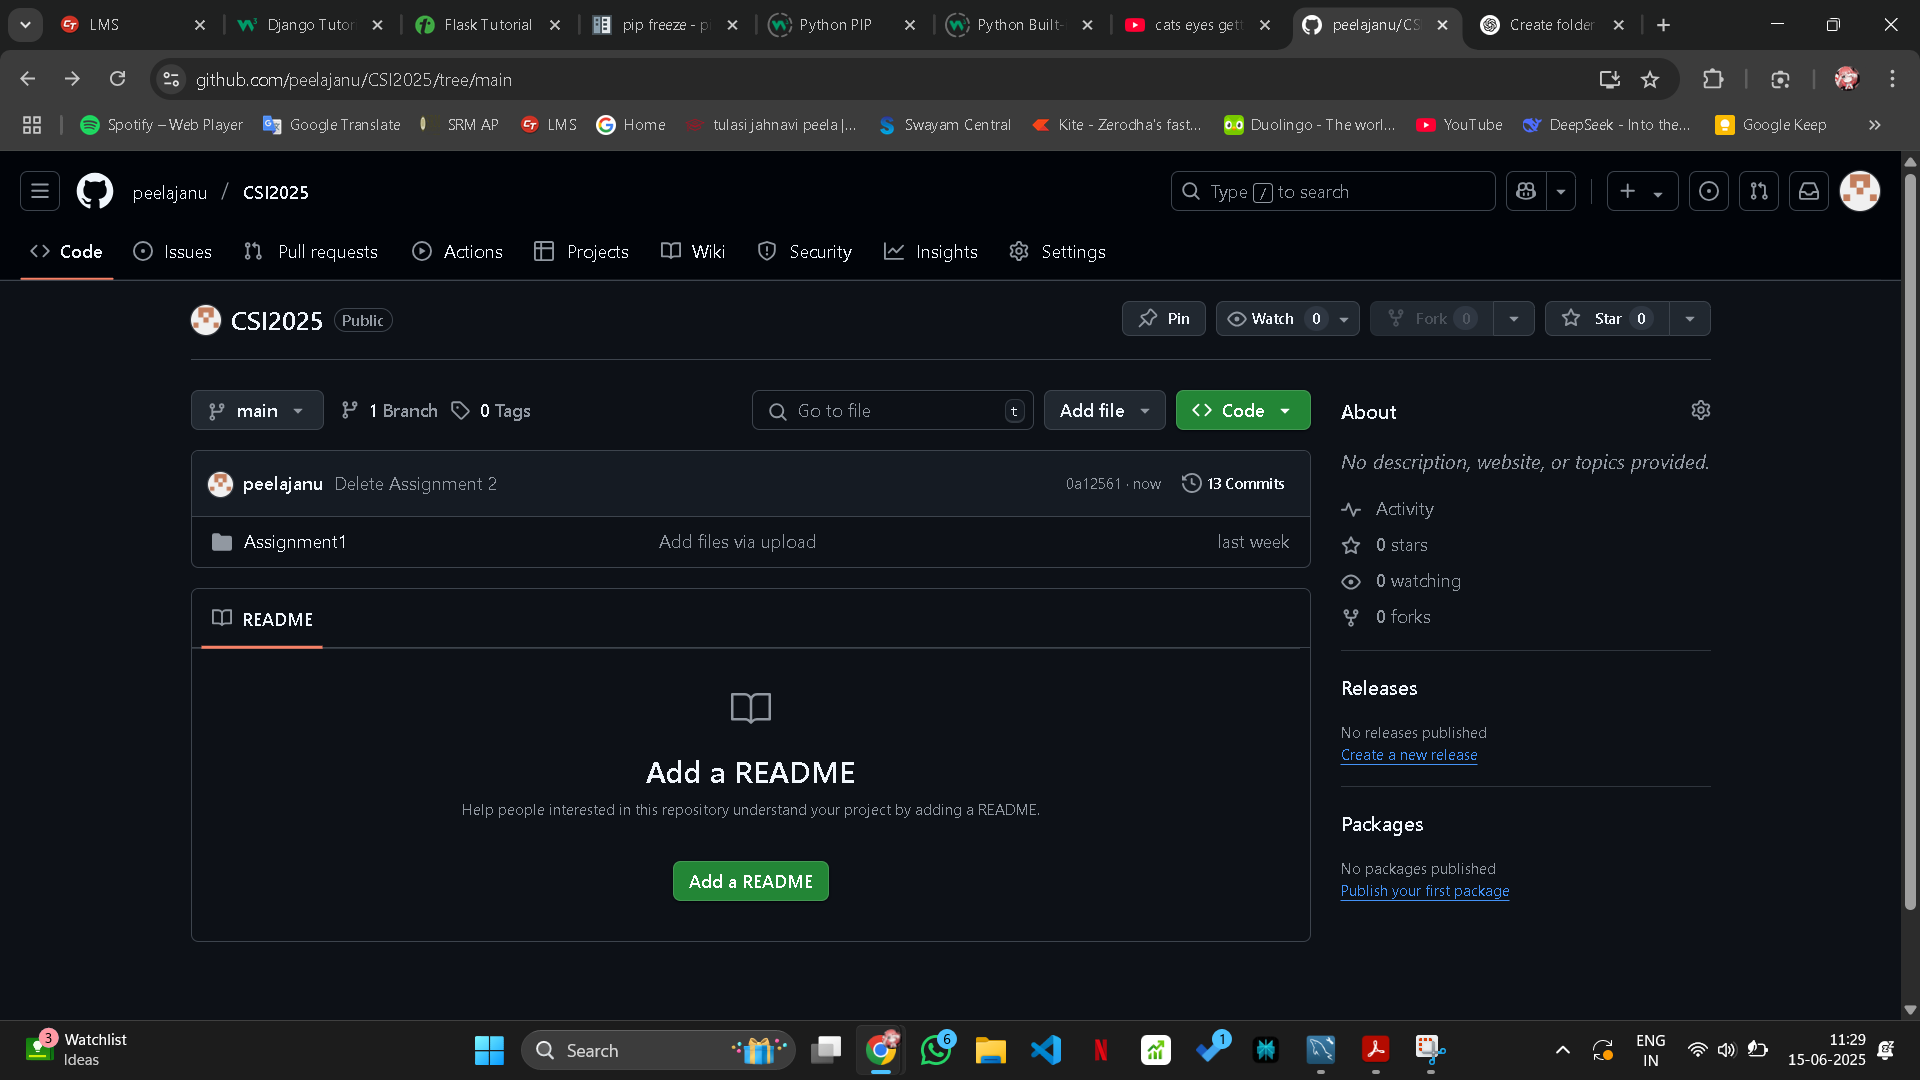 LMS
Django Tutor
Flask Tutorial
pip freeze - p
Python PIP
Python Built-
cats eyes gett
peelajanu/CS
Create folder
github.com/peelajanu/CSI2025/tree/main
Spotify – Web Player
Google Translate
SRM AP
LMS
Home
tulasi jahnavi peela |...
Swayam Central
Kite - Zerodha's fast...
Duolingo - The worl...
YouTube
DeepSeek - Into the...
Google Keep
peelajanu / CSI2025
Type / to search
Code
Issues
Pull requests
Actions
Projects
Wiki
Security
Insights
Settings
CSI2025 Public
Pin
Watch 0
Fork 0
Star 0
main
1 Branch
0 Tags
Go to file t
Add file
Code
peelajanu Delete Assignment 2
0a12561 · now
13 Commits
Assignment1
Add files via upload
last week
README
Add a README
Help people interested in this repository understand your project by adding a README.
Add a README
About
No description, website, or topics provided.
Activity
0 stars
0 watching
0 forks
Releases
No releases published
Create a new release
Packages
No packages published
Publish your first package
3
Watchlist
Ideas
Search
6
1
ENG
IN
11:29
15-06-2025